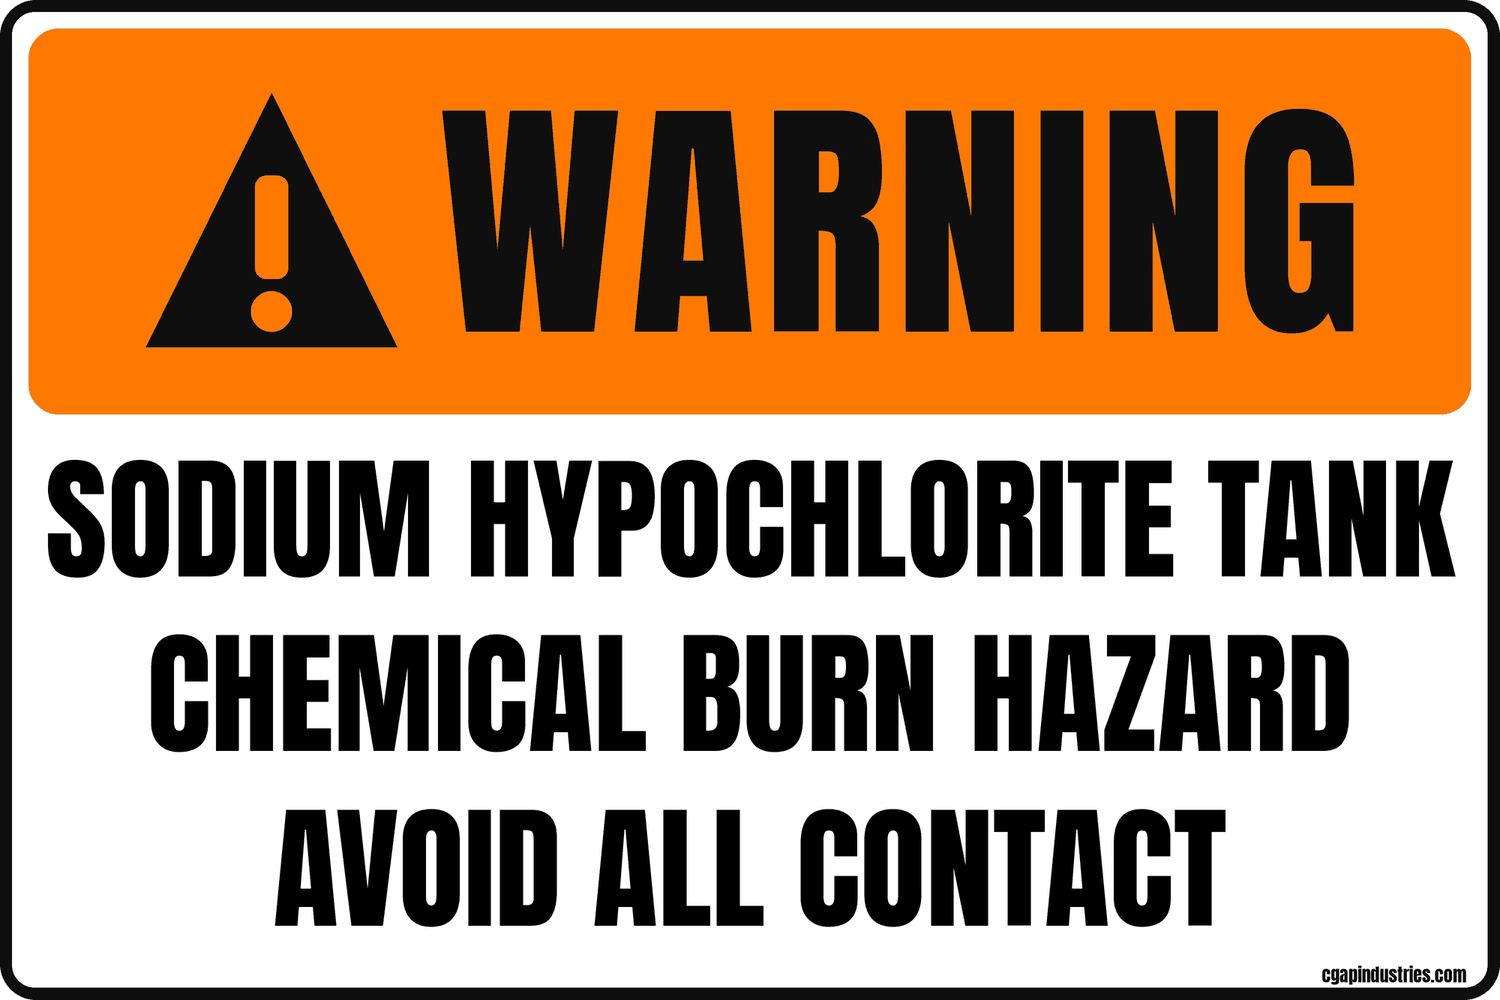 WARNING
SODIUM HYPOCHLORITE TANK
CHEMICAL BURN HAZARD
AVOID ALL CONTACT
cgapindustries.com